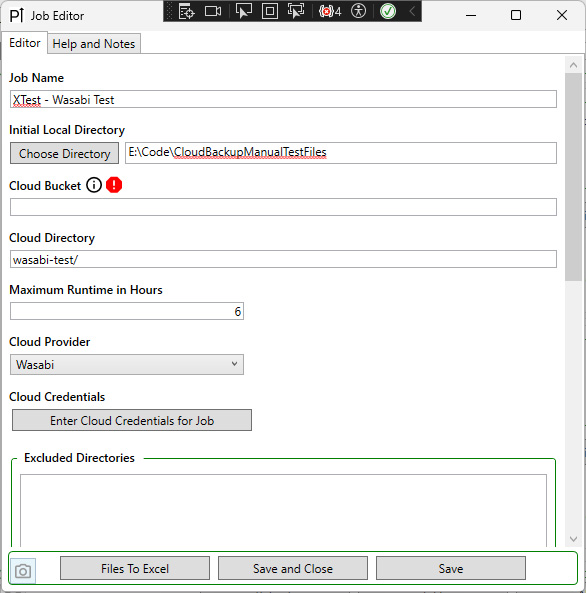 Job Editor
4
Editor
Help and Notes
Job Name
XTest - Wasabi Test
Initial Local Directory
Choose Directory
E:\Code\CloudBackupManualTestFiles
Cloud Bucket
Cloud Directory
wasabi-test/
Maximum Runtime in Hours
6
Cloud Provider
Wasabi
Cloud Credentials
Enter Cloud Credentials for Job
Excluded Directories
Files To Excel
Save and Close
Save